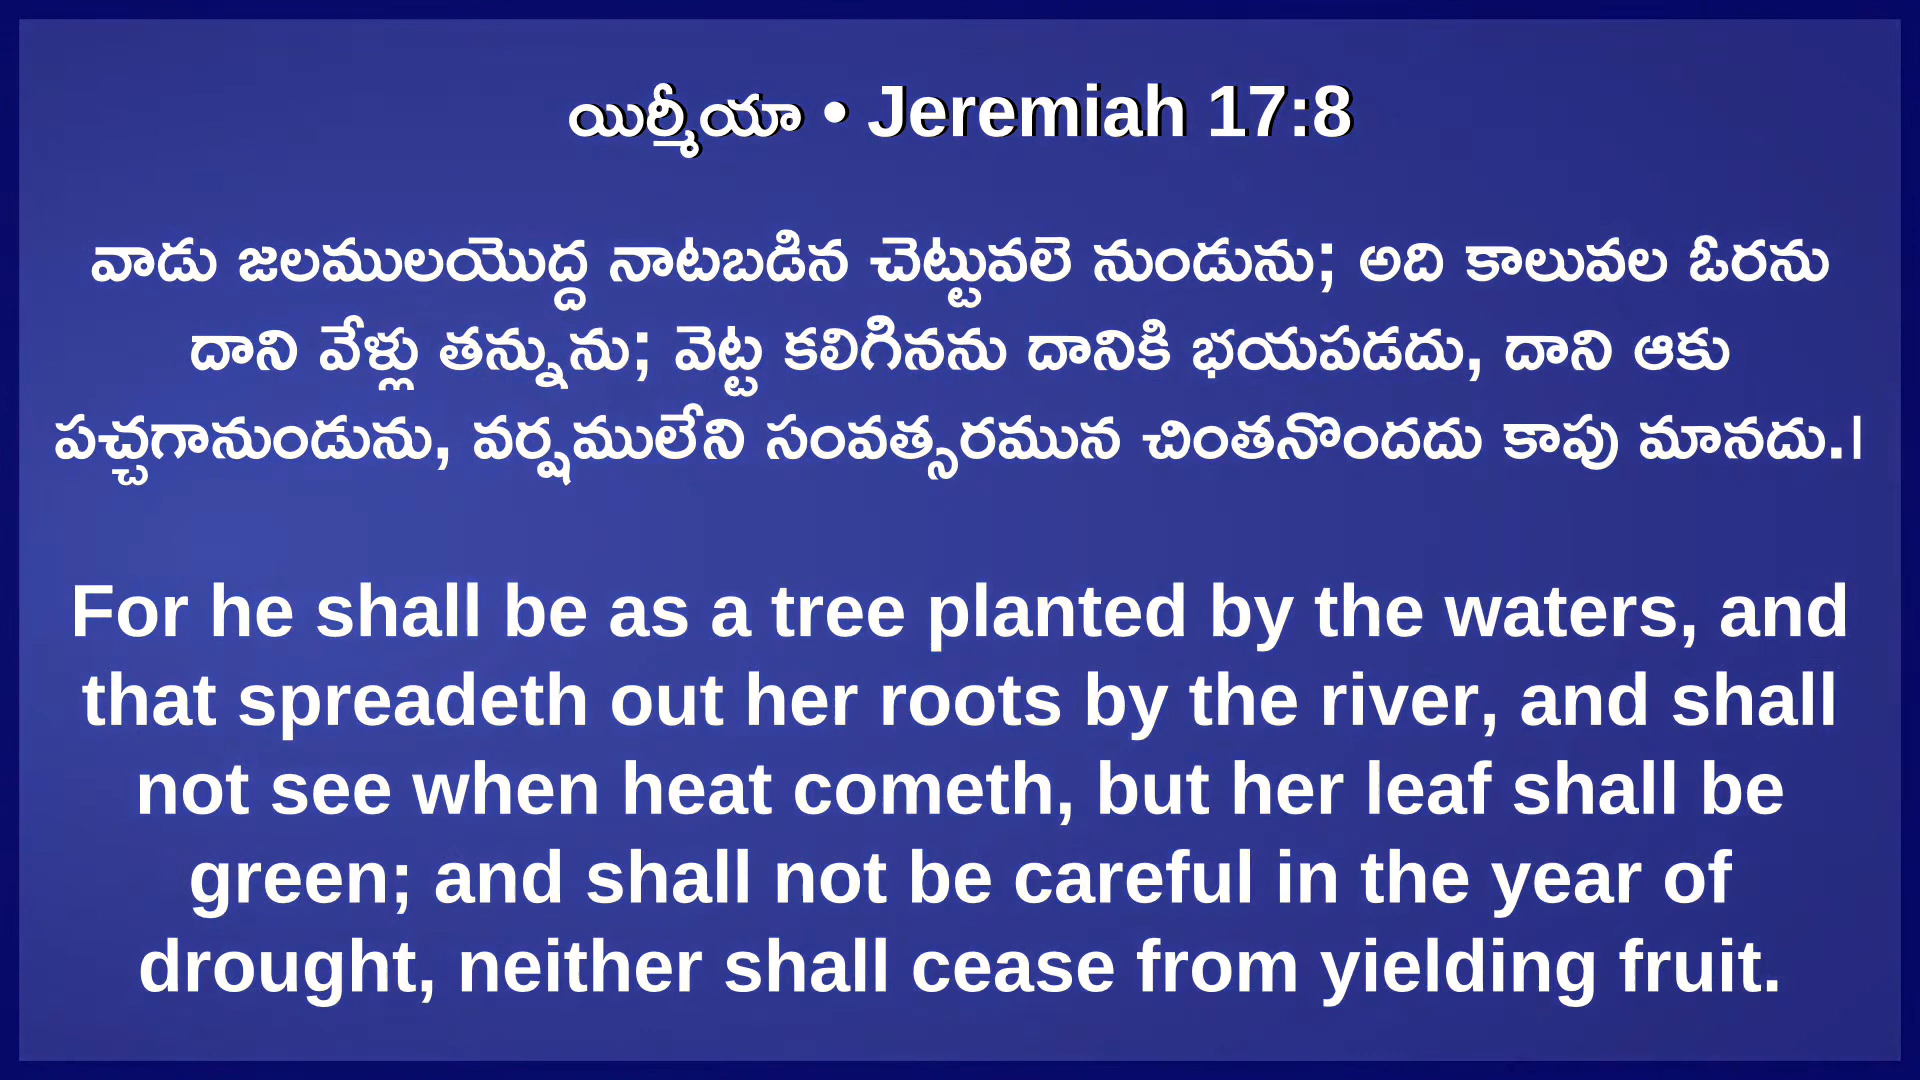 యిర్మీయా • Jeremiah 17:8
వాడు జలములయొద్ద నాటబడిన చెట్టువలె నుండును; అది కాలువల ఓరను
దాని వేళ్లు తన్నును; వెట్ట కలిగినను దానికి భయపడదు, దాని ఆకు
పచ్చగానుండును, వర్షములేని సంవత్సరమున చింతనొందదు కాపు మానదు.।
For he shall be as a tree planted by the waters, and
that spreadeth out her roots by the river, and shall
not see when heat cometh, but her leaf shall be
green; and shall not be careful in the year of
drought, neither shall cease from yielding fruit.